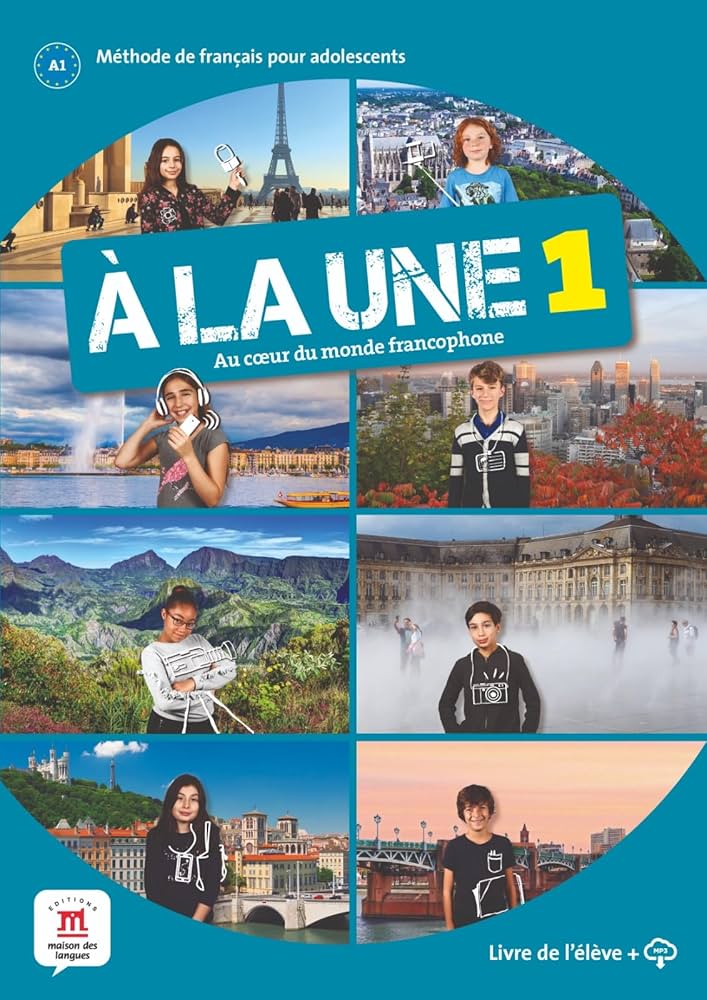 A1
Méthode de français pour adolescents
À LA UNE 1
Au cœur du monde francophone
EDITIONS
m
maison des
langues
Livre de l'élève +
MP3